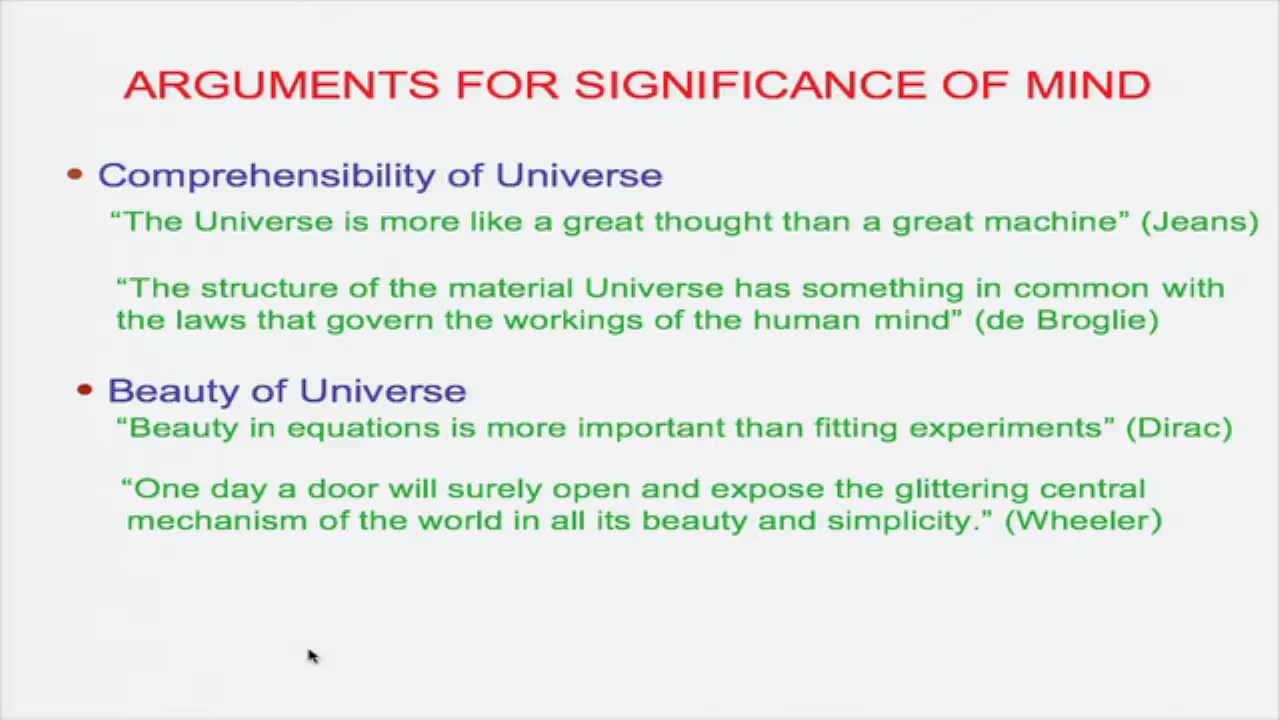 ARGUMENTS FOR SIGNIFICANCE OF MIND
• Comprehensibility of Universe
“The Universe is more like a great thought than a great machine” (Jeans)
“The structure of the material Universe has something in common with
the laws that govern the workings of the human mind” (de Broglie)
• Beauty of Universe
“Beauty in equations is more important than fitting experiments” (Dirac)
“One day a door will surely open and expose the glittering central
mechanism of the world in all its beauty and simplicity.” (Wheeler)